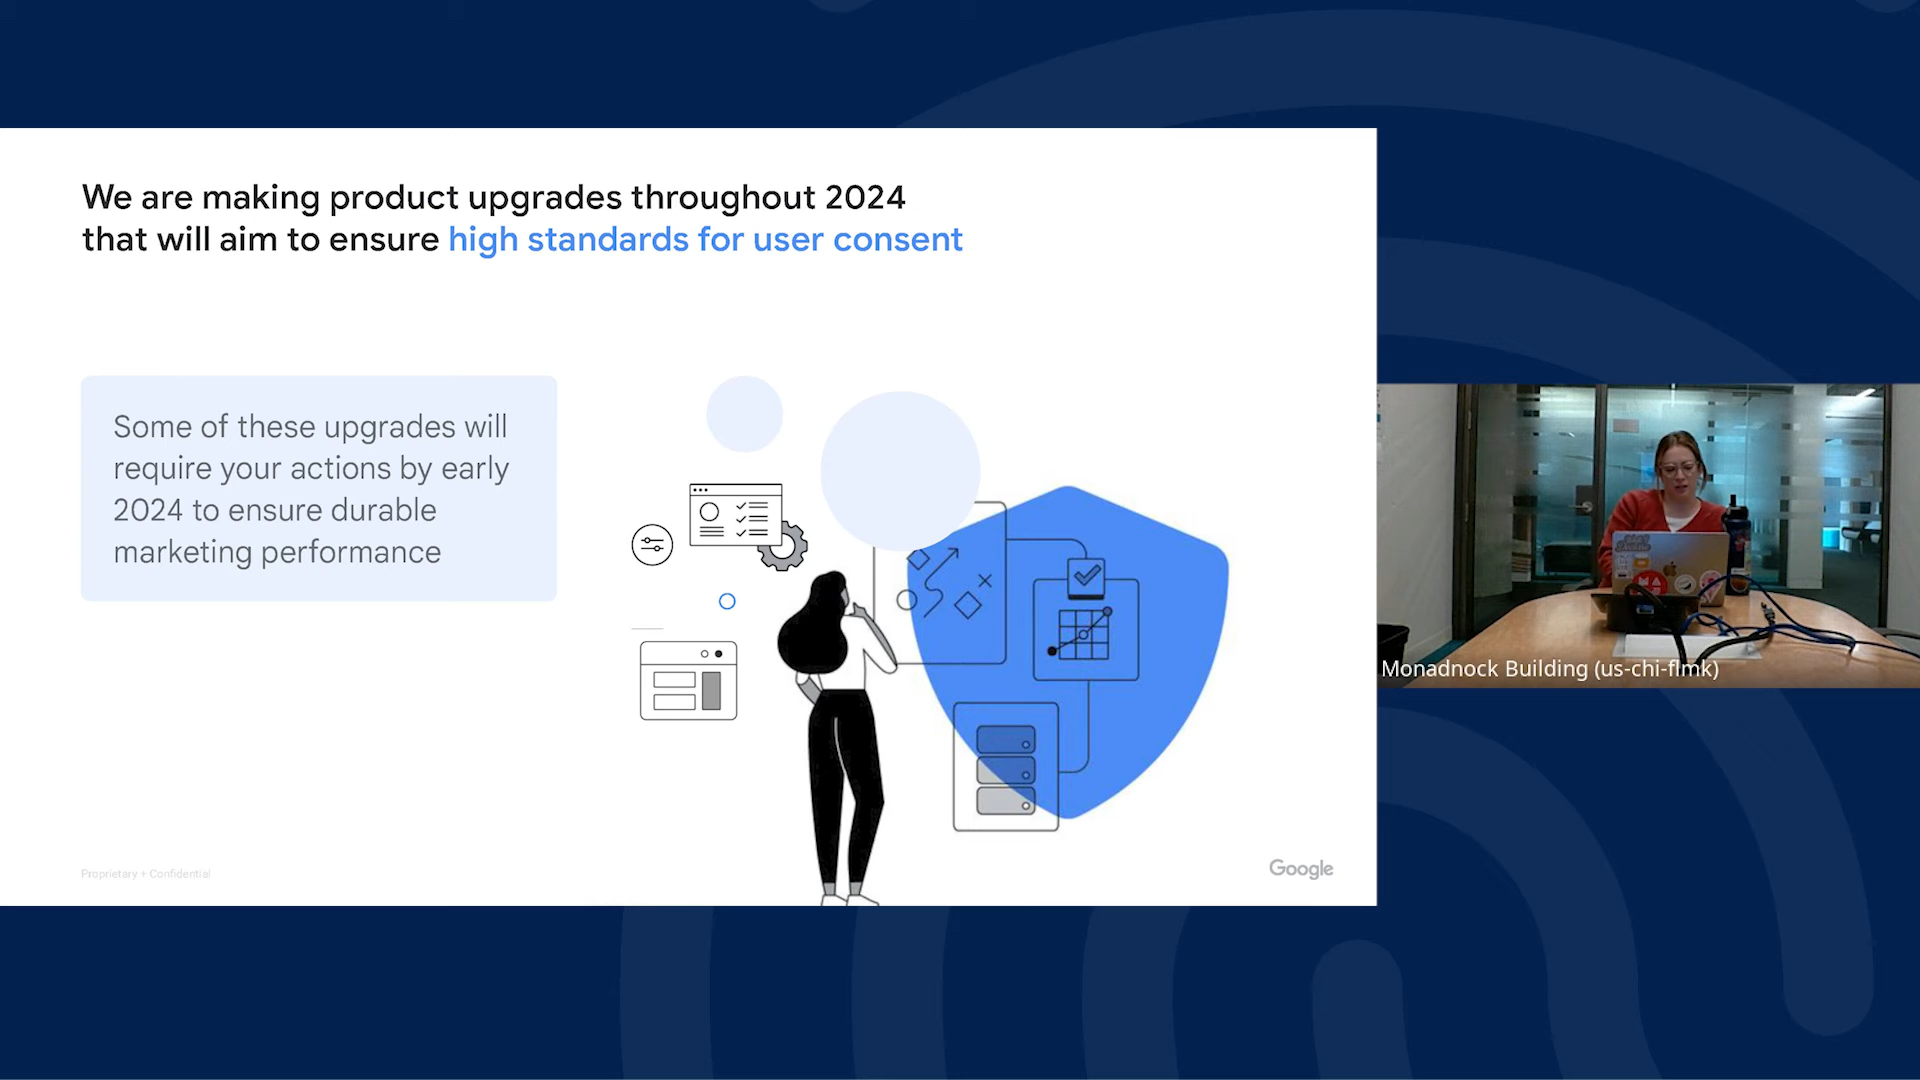 We are making product upgrades throughout 2024
that will aim to ensure high standards for user consent
Some of these upgrades will
require your actions by early
2024 to ensure durable
marketing performance
Proprietary + Confidential
Google
Monadnock Building (us-chi-flmk)